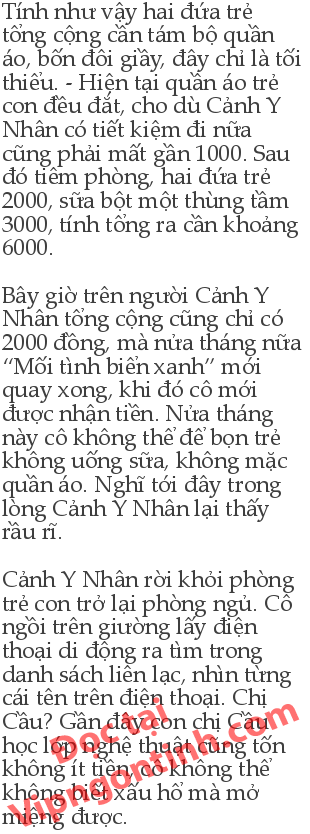 Tính như vậy hai đứa trẻ
tổng cộng cần tám bộ quần
áo, bốn đôi giầy, đây chỉ là tối
thiểu. - Hiện tại quần áo trẻ
con đều đắt, cho dù Cảnh Y
Nhân có tiết kiệm đi nữa
cũng phải mất gần 1000. Sau
đó tiêm phòng, hai đứa trẻ
2000, sữa bột một thùng tầm
3000, tính tổng ra cần khoảng
6000.
Bây giờ trên người Cảnh Y
Nhân tổng cộng cũng chỉ có
2000 đồng, mà nửa tháng nữa
“Mối tình biển xanh” mới
quay xong, khi đó cô mới
được nhận tiền. Nửa tháng
này cô không thể để bọn trẻ
không uống sữa, không mặc
quần áo. Nghĩ tới đây trong
lòng Cảnh Y Nhân lại thấy
rầu rĩ.
Cảnh Y Nhân rời khỏi phòng
trẻ con trở lại phòng ngủ. Cô
ngồi trên giường lấy điện
thoại di động ra tìm trong
danh sách liên lạc, nhìn từng
cái tên trên điện thoại. Chị
Cầu? Gần đây con chị Cầu
học lớp nghệ thuật cũng tốn
không ít tiền, cô không thể
không biết xấu hổ mà mở
miệng được.
Đọc tại
Vipngontinh.com